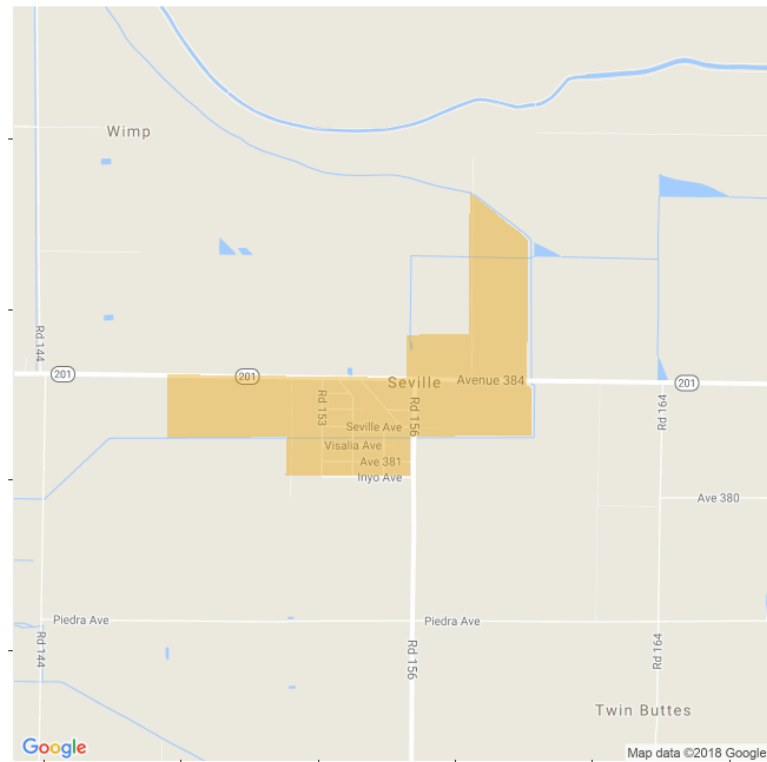 Wimp
Rd 144
201
201
Seville
Avenue 384
201
Rd 153
Rd 156
Rd 164
Seville Ave
Visalia Ave
Ave 381
Inyo Ave
Ave 380
Piedra Ave
Piedra Ave
Rd 144
Rd 156
Rd 164
Twin Buttes
Google
Map data ©2018 Google